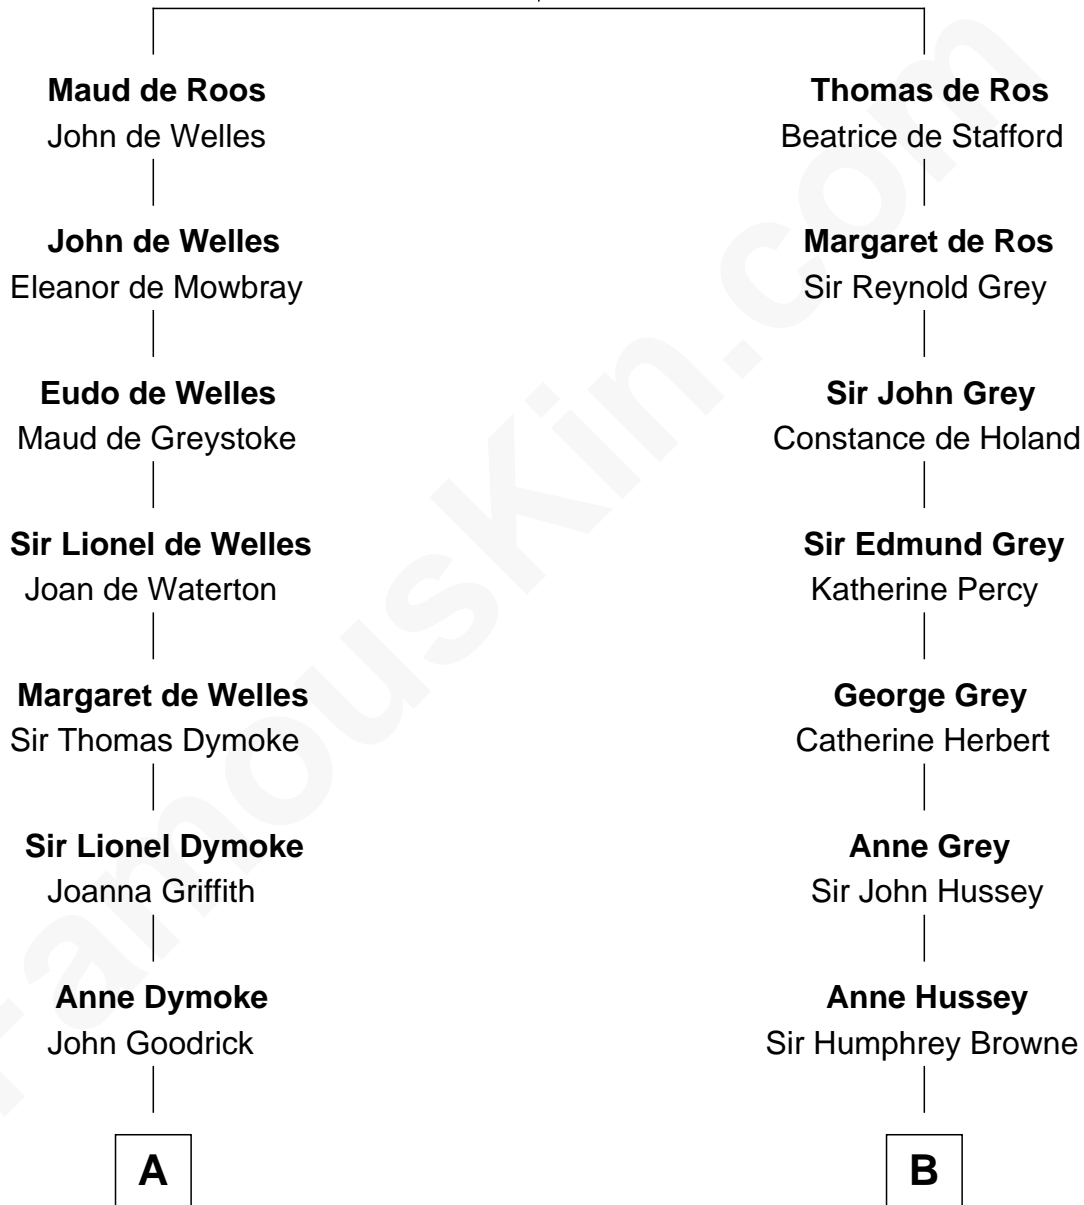 Maud de Roos
John de Welles
Thomas de Ros
Beatrice de Stafford
John de Welles
Eleanor de Mowbray
Margaret de Ros
Sir Reynold Grey
Eudo de Welles
Maud de Greystoke
Sir John Grey
Constance de Holand
Sir Lionel de Welles
Joan de Waterton
Sir Edmund Grey
Katherine Percy
Margaret de Welles
Sir Thomas Dymoke
George Grey
Catherine Herbert
Sir Lionel Dymoke
Joanna Griffith
Anne Grey
Sir John Hussey
Anne Dymoke
John Goodrick
Anne Hussey
Sir Humphrey Browne
A
B
FamousKin.com